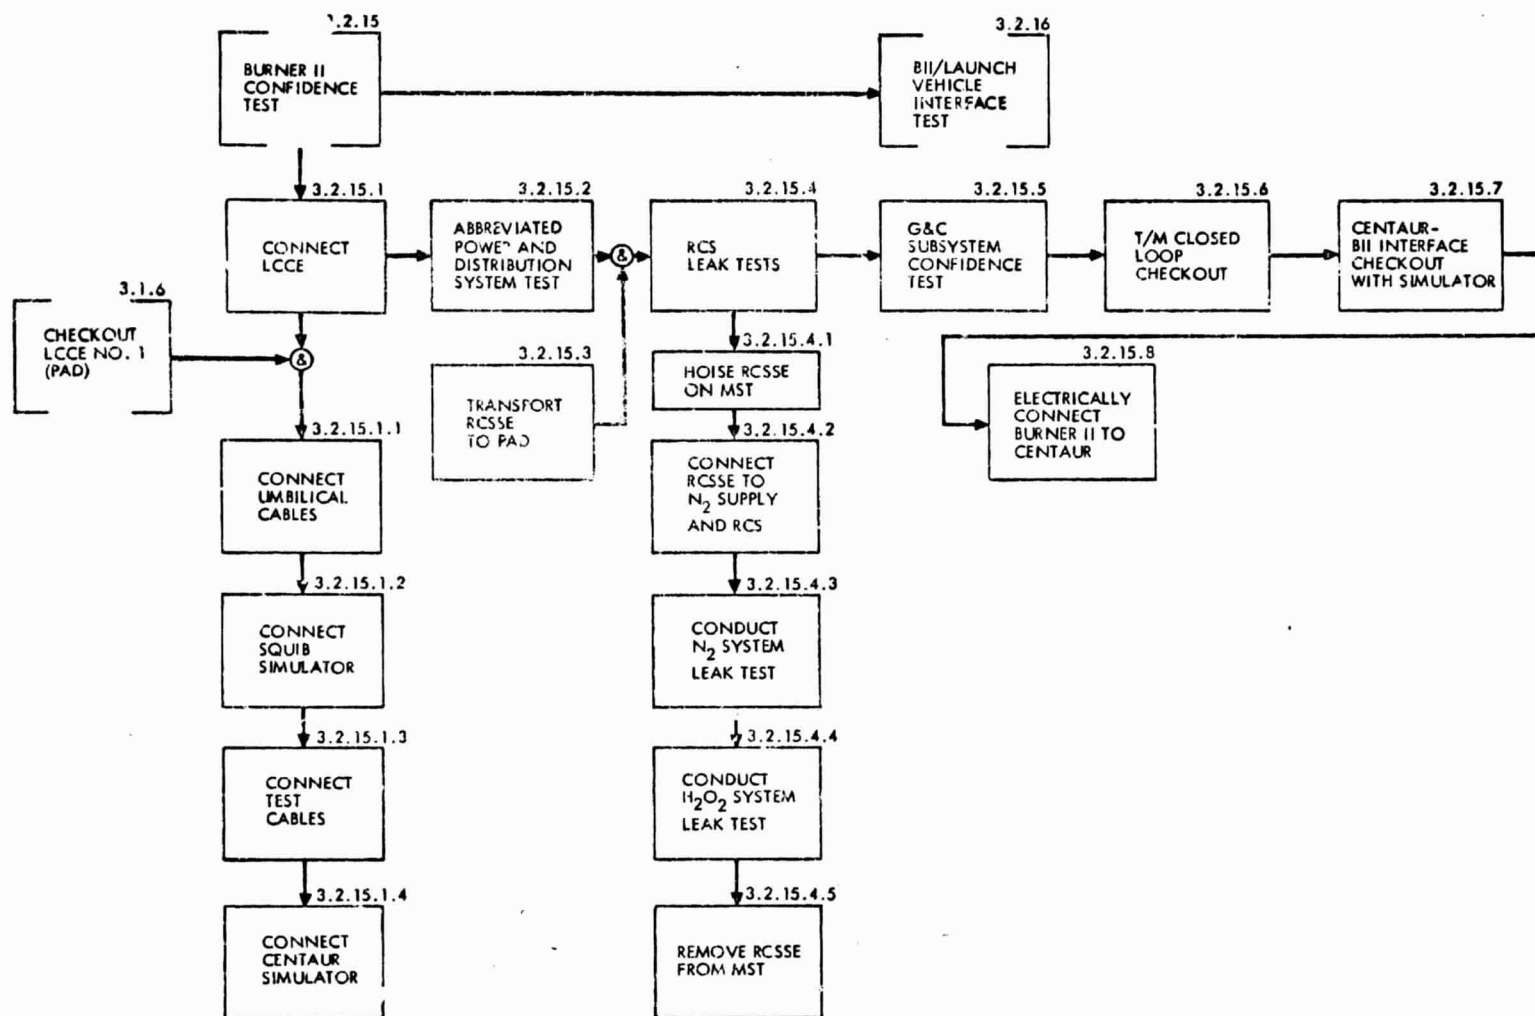 3.2.15
BURNER II
CONFIDENCE
TEST
3.2.16
BII/LAUNCH
VEHICLE
INTERFACE
TEST
3.2.15.1
CONNECT
LCCE
3.2.15.2
ABBREVIATED
POWER AND
DISTRIBUTION
SYSTEM TEST
&
3.2.15.4
RCS
LEAK TESTS
3.2.15.5
G&C
SUBSYSTEM
CONFIDENCE
TEST
3.2.15.6
T/M CLOSED
LOOP
CHECKOUT
3.2.15.7
CENTAUR-
BII INTERFACE
CHECKOUT
WITH SIMULATOR
3.1.6
CHECKOUT
LCCE NO. 1
(PAD)
&
3.2.15.3
TRANSFORT
RCSSE
TO PAD
3.2.15.4.1
HOISE RCSSE
ON MST
3.2.15.8
ELECTRICALLY
CONNECT
BURNER II TO
CENTAUR
3.2.15.1.1
CONNECT
UMBILICAL
CABLES
3.2.15.4.2
CONNECT
RCSSE TO
N2 SUPPLY
AND RCS
3.2.15.1.2
CONNECT
SQUIB
SIMULATOR
3.2.15.4.3
CONDUCT
N2 SYSTEM
LEAK TEST
3.2.15.1.3
CONNECT
TEST
CABLES
3.2.15.4.4
CONDUCT
H2O2 SYSTEM
LEAK TEST
3.2.15.1.4
CONNECT
CENTAUR
SIMULATOR
3.2.15.4.5
REMOVE RCSSE
FROM MST